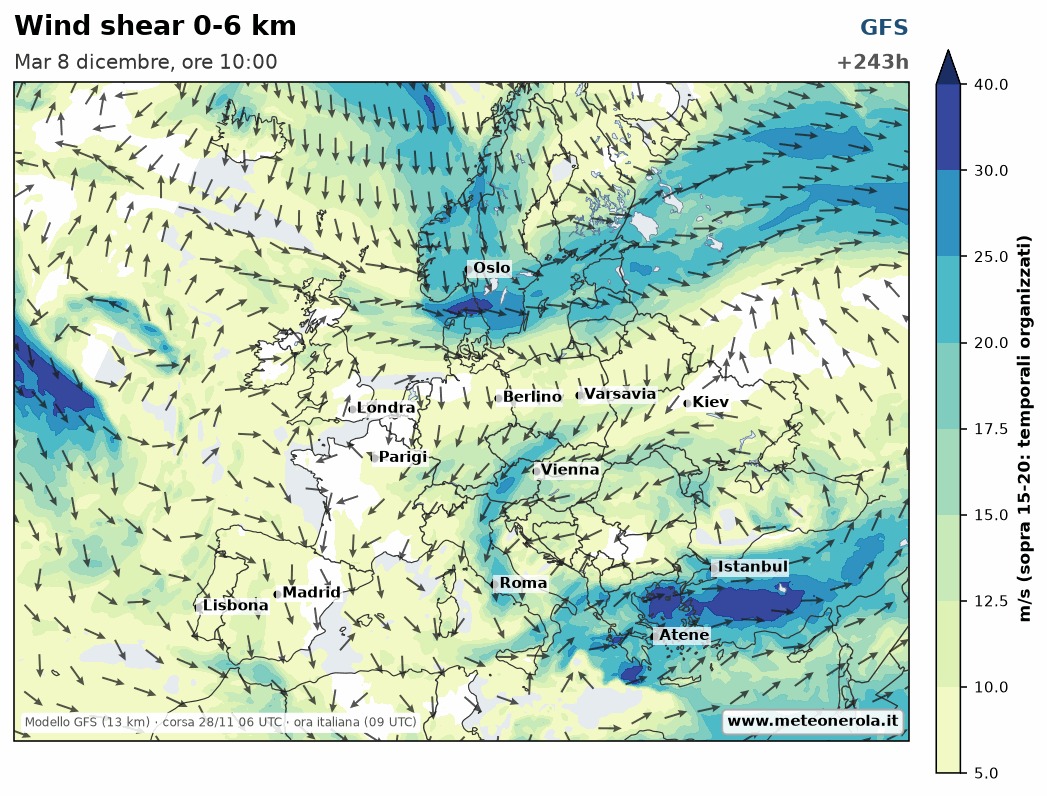 Wind shear 0-6 km
GFS
Mar 8 dicembre, ore 10:00
+243h
40.0
30.0
25.0
20.0
17.5
15.0
12.5
10.0
5.0
m/s (sopra 15-20: temporali organizzati)
Oslo
Berlino
Varsavia
Kiev
Londra
Parigi
Vienna
Istanbul
Roma
Madrid
Lisbona
Atene
Modello GFS (13 km) · corsa 28/11 06 UTC · ora italiana (09 UTC)
www.meteonerola.it